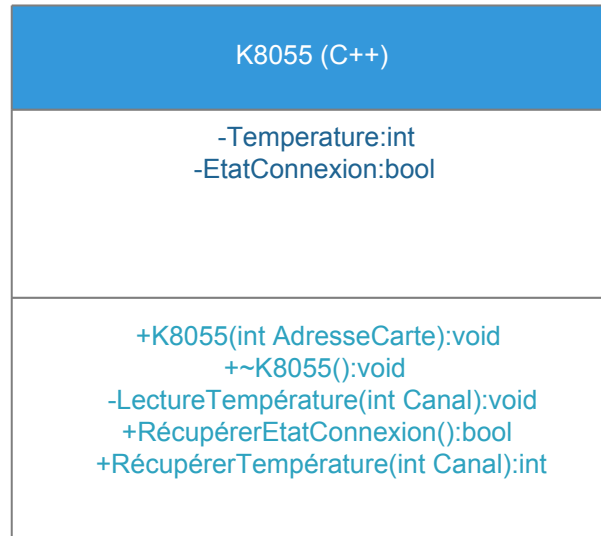 K8055 (C++)
-Temperature:int
-EtatConnexion:bool
+K8055(int AdresseCarte):void
+~K8055():void
-LectureTempérature(int Canal):void
+RécupérerEtatConnexion():bool
+RécupérerTempérature(int Canal):int